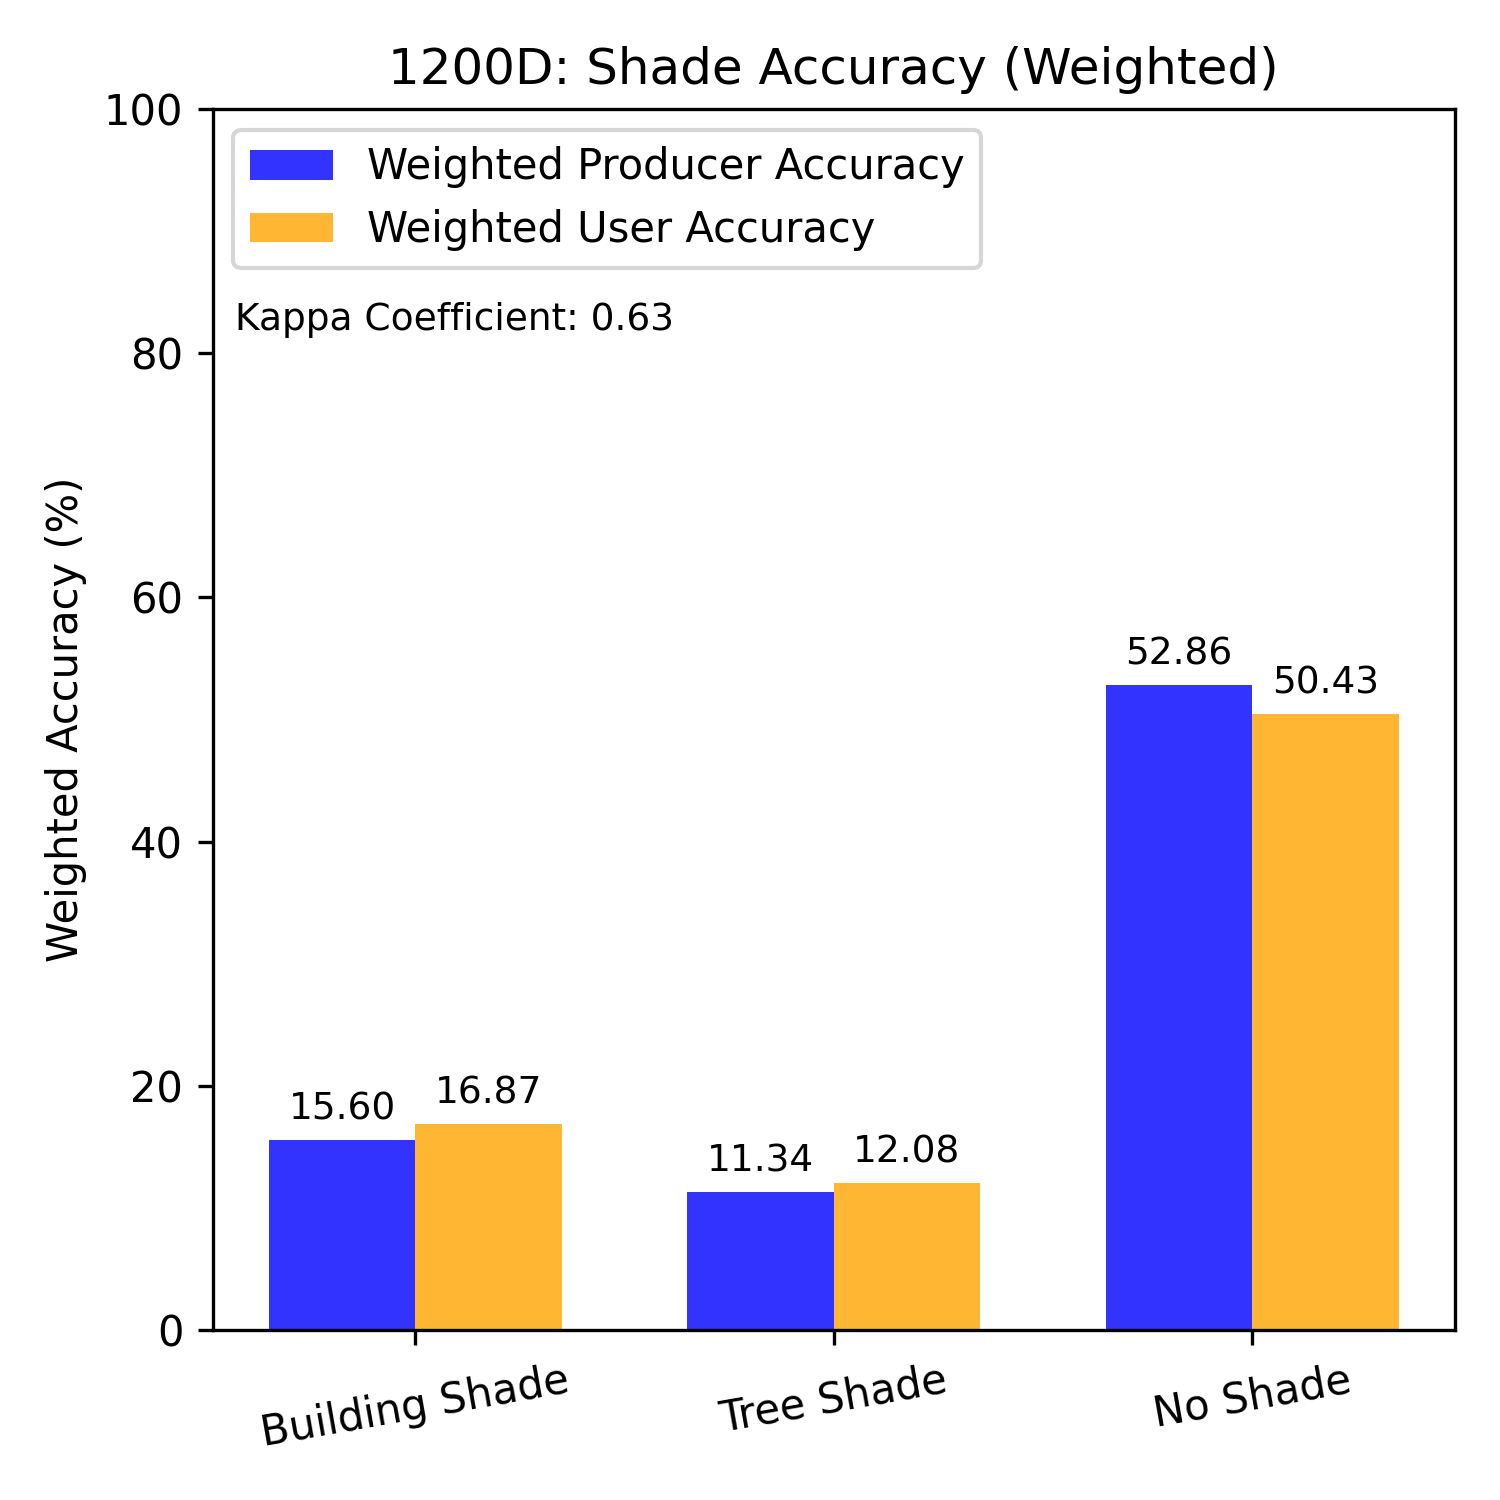 1200D: Shade Accuracy (Weighted)
100
Weighted Producer Accuracy
Weighted User Accuracy
Kappa Coefficient: 0.63
80
60
40
20
0
Weighted Accuracy (%)
15.60
16.87
11.34
12.08
52.86
50.43
Building Shade
Tree Shade
No Shade